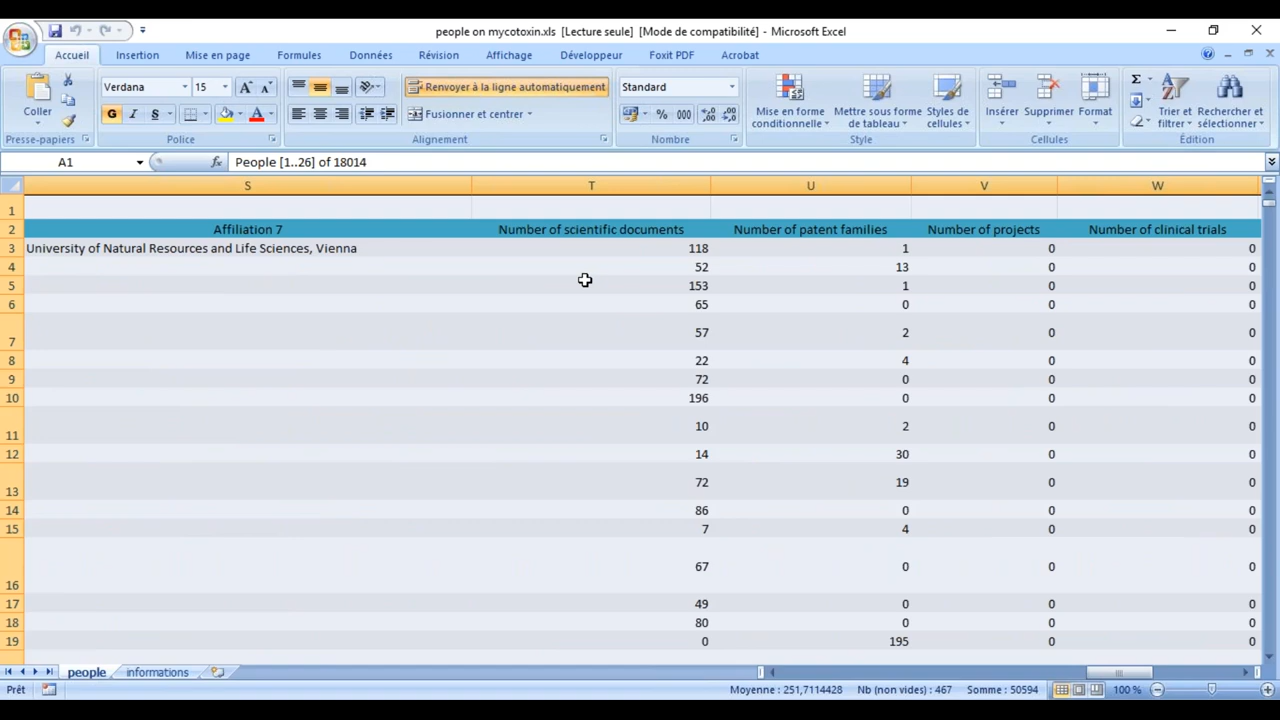 people on mycotoxin.xls [Lecture seule] [Mode de compatibilité] - Microsoft Excel
Accueil Insertion Mise en page Formules Données Révision Affichage Développeur Foxit PDF Acrobat
Coller
Presse-papiers
Verdana 15
G I S
Police
Renvoyer à la ligne automatiquement
Fusionner et centrer
Alignement
Standard
% 000
Nombre
Mise en forme conditionnelle
Mettre sous forme de tableau
Styles de cellules
Style
Insérer Supprimer Format
Cellules
Trier et filtrer
Rechercher et sélectionner
Édition
A1 fx People [1..26] of 18014
S T U V W
1
2 Affiliation 7 Number of scientific documents Number of patent families Number of projects Number of clinical trials
3 University of Natural Resources and Life Sciences, Vienna 118 1 0 0
4 52 13 0 0
5 153 1 0 0
6 65 0 0 0
7 57 2 0 0
8 22 4 0 0
9 72 0 0 0
10 196 0 0 0
11 10 2 0 0
12 14 30 0 0
13 72 19 0 0
14 86 0 0 0
15 7 4 0 0
16 67 0 0 0
17 49 0 0 0
18 80 0 0 0
19 0 195 0 0
people informations
Prêt Moyenne : 251,7114428 Nb (non vides) : 467 Somme : 50594 100 %